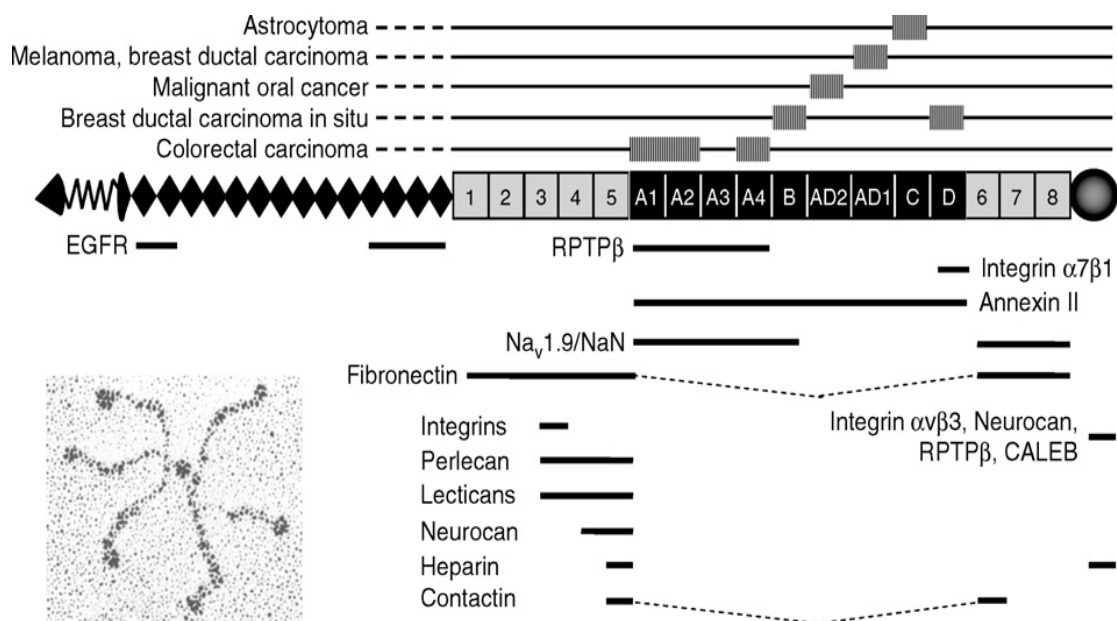 Astrocytoma
Melanoma, breast ductal carcinoma
Malignant oral cancer
Breast ductal carcinoma in situ
Colorectal carcinoma
1 2 3 4 5 A1 A2 A3 A4 B AD2 AD1 C D 6 7 8
EGFR RPTPβ
Integrin α7β1
Annexin II
Nav1.9/NaN
Fibronectin
Integrins
Integrin αvβ3, Neurocan,
RPTPβ, CALEB
Perlecan
Lecticans
Neurocan
Heparin
Contactin